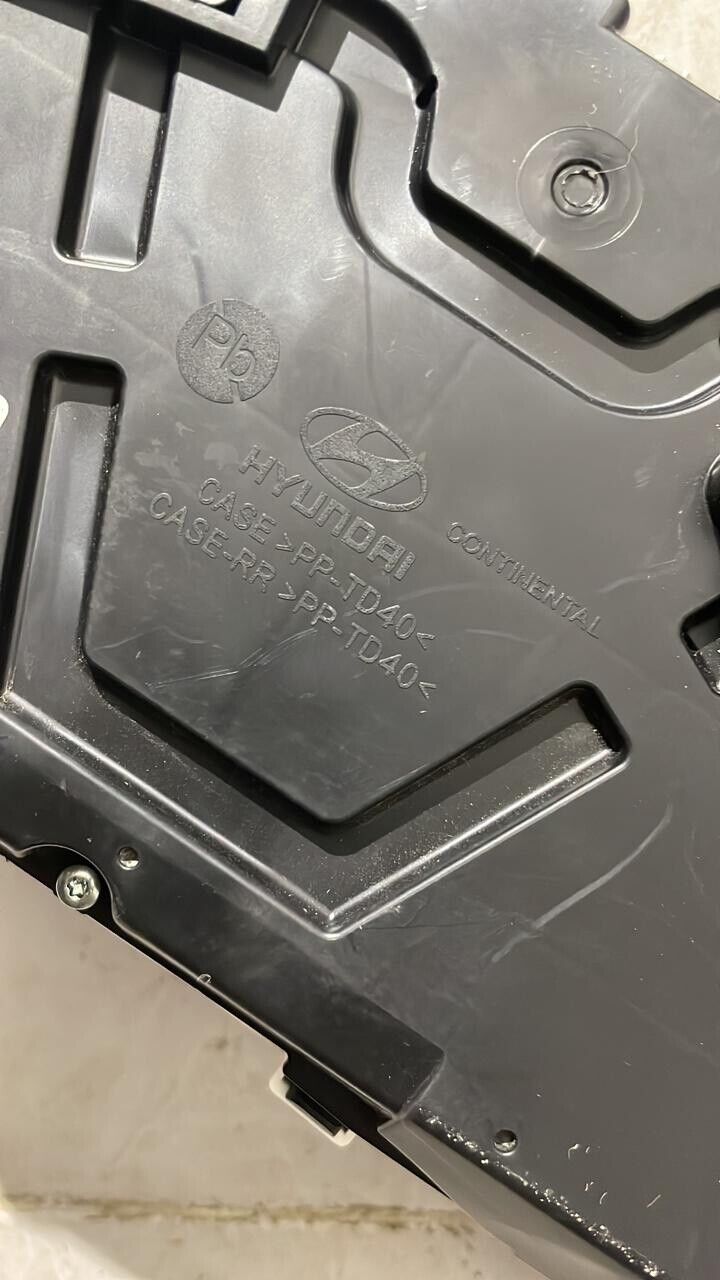 Pb
HYUNDAI
CASE >PP-TD40<
CASE-RR >PP-TD40<
CONTINENTAL